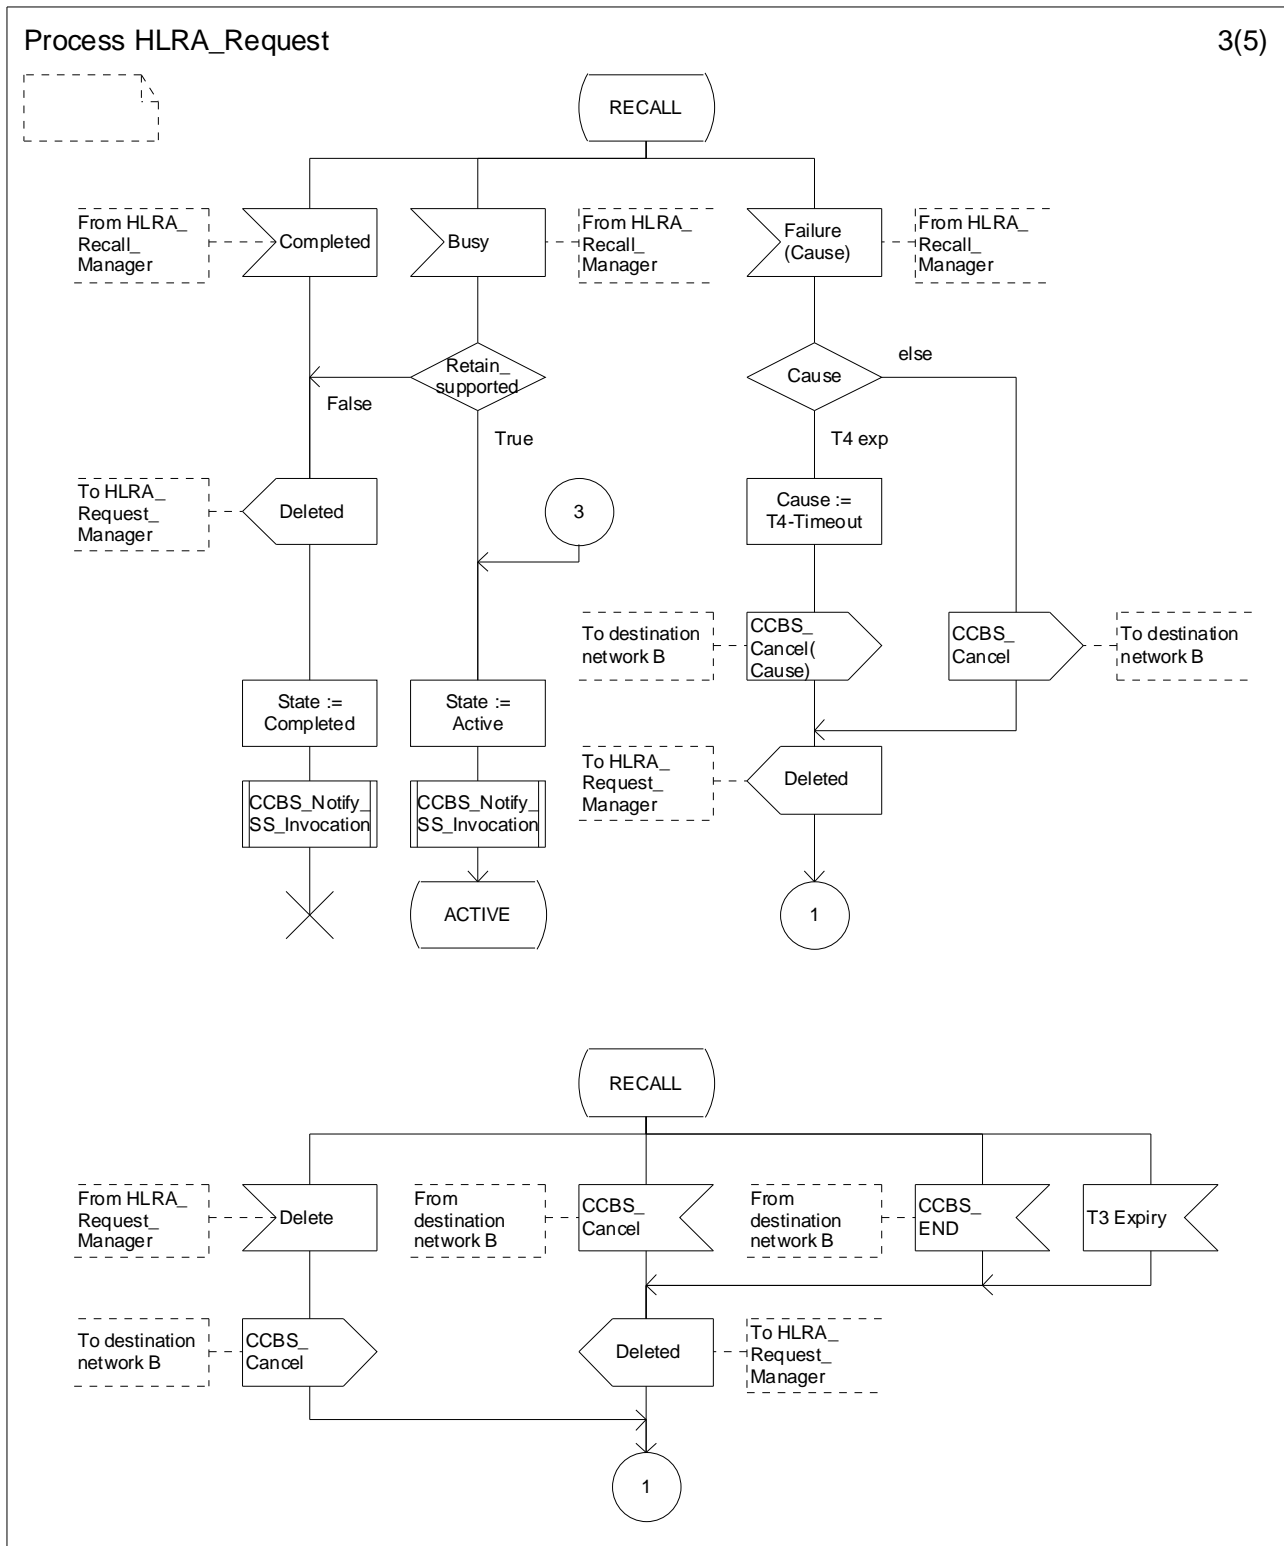 Process HLRA_Request
3(5)
RECALL
From HLRA_
Recall_
Manager
Completed
Busy
From HLRA_
Recall_
Manager
Failure
(Cause)
From HLRA_
Recall_
Manager
Retain_
supported
False
True
Cause
else
T4 exp
To HLRA_
Request_
Manager
Deleted
3
Cause :=
T4-Timeout
To destination
network B
CCBS_
Cancel(
Cause)
CCBS_
Cancel
To destination
network B
State :=
Completed
State :=
Active
To HLRA_
Request_
Manager
Deleted
CCBS_Notify_
SS_Invocation
CCBS_Notify_
SS_Invocation
ACTIVE
1
RECALL
From HLRA_
Request_
Manager
Delete
From
destination
network B
CCBS_
Cancel
From
destination
network B
CCBS_
END
T3 Expiry
To destination
network B
CCBS_
Cancel
Deleted
To HLRA_
Request_
Manager
1